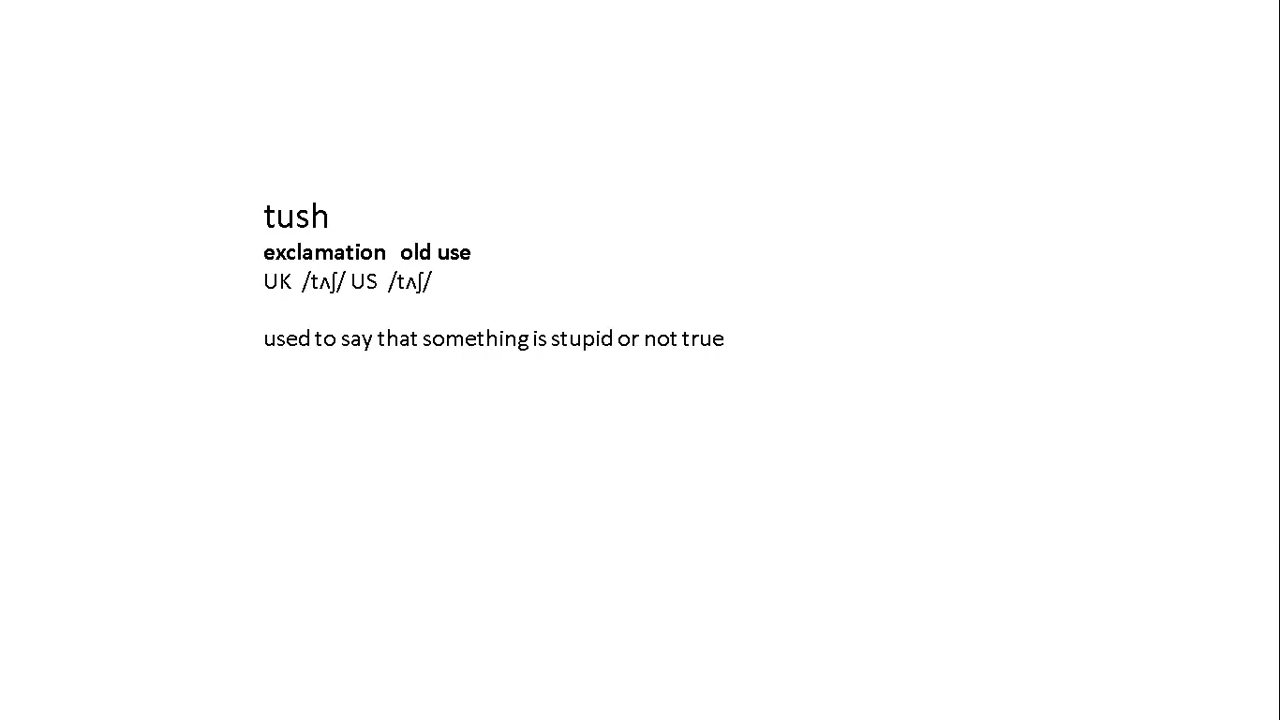 tush
exclamation old use
UK /tʌʃ/ US /tʌʃ/
used to say that something is stupid or not true